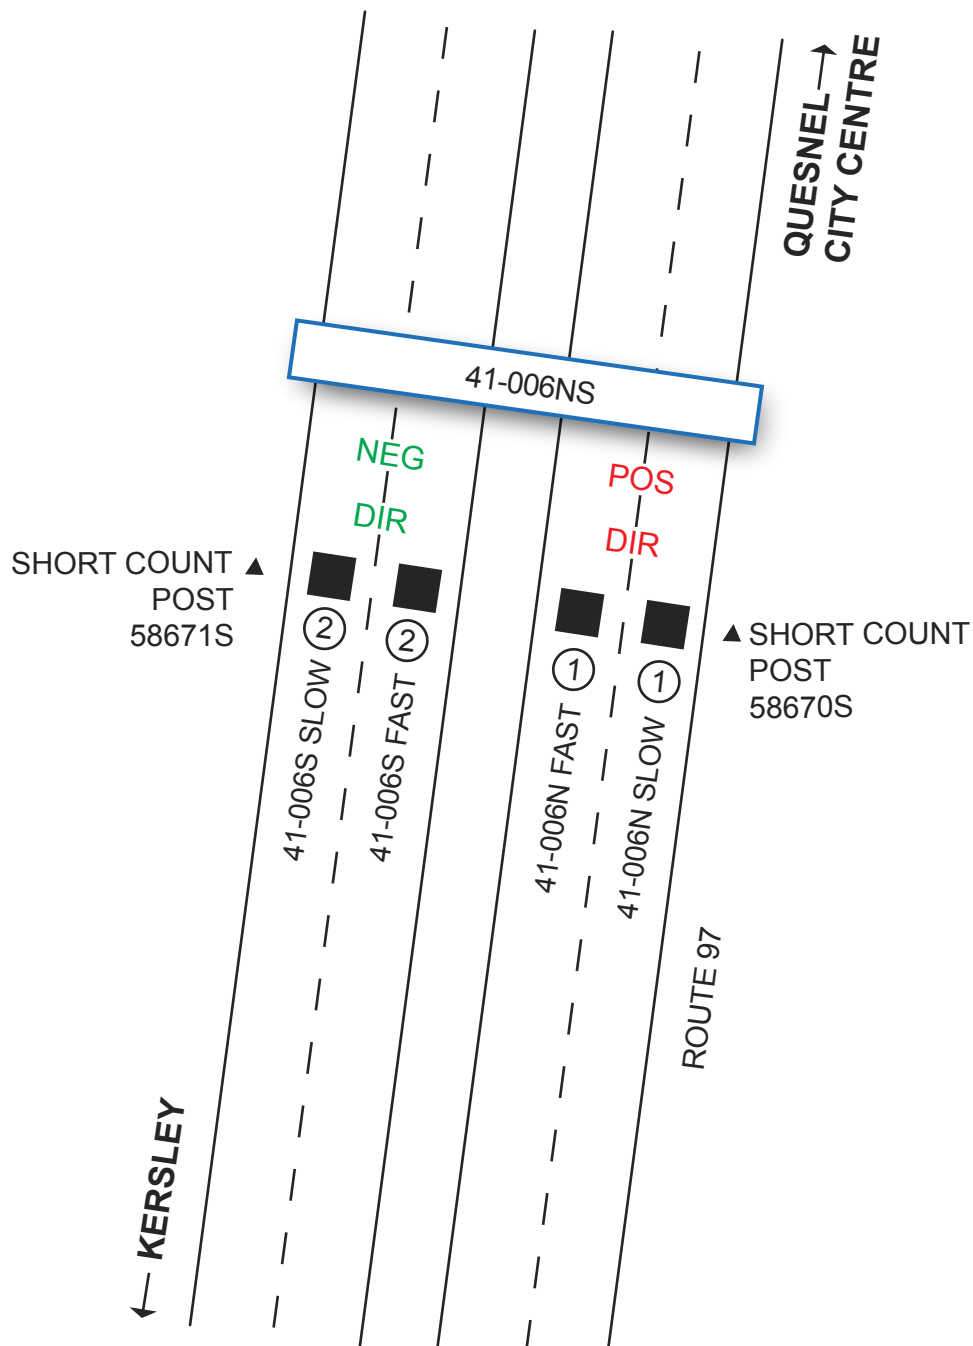 QUESNEL
CITY CENTRE
41-006NS
NEG
DIR
POS
DIR
SHORT COUNT
POST
58671S
2
2
1
1
SHORT COUNT
POST
58670S
41-006S SLOW
41-006S FAST
41-006N FAST
41-006N SLOW
ROUTE 97
KERSLEY